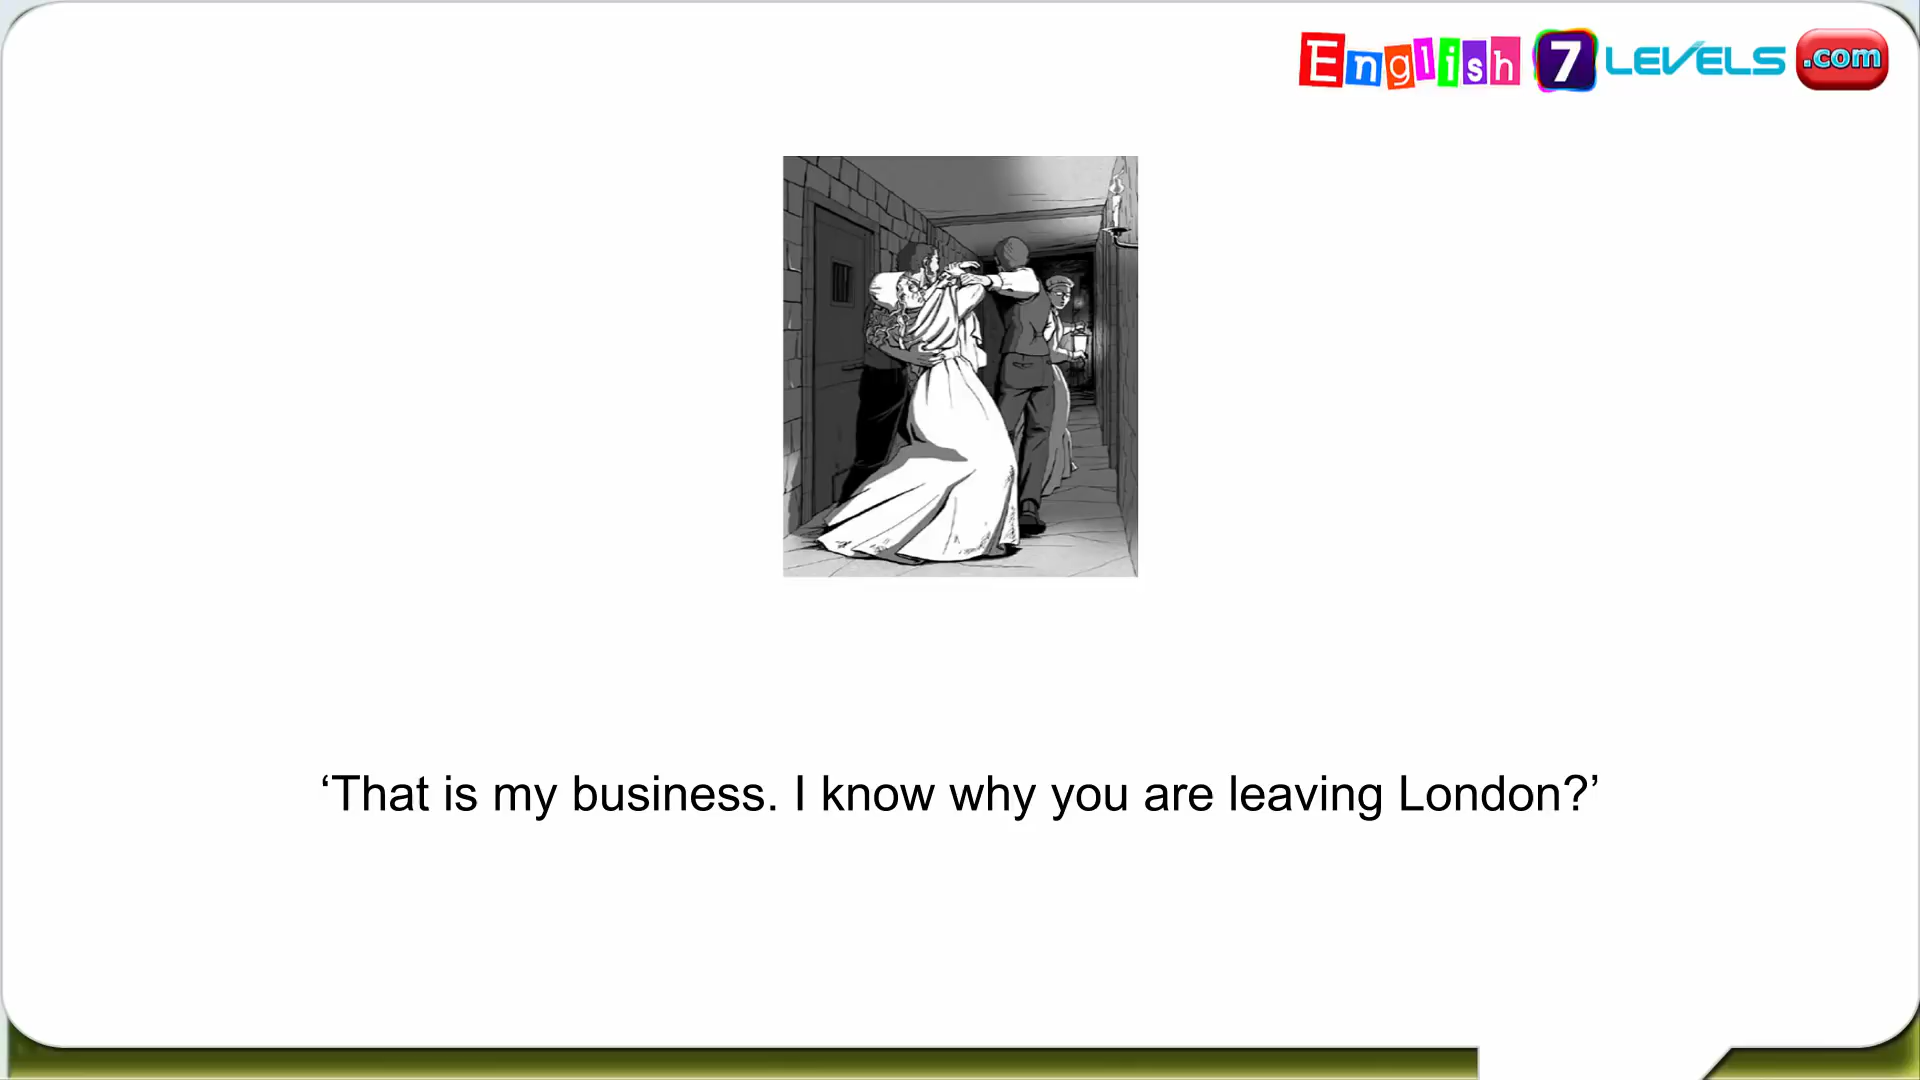 English 7 LEVELS .com
‘That is my business. I know why you are leaving London?’